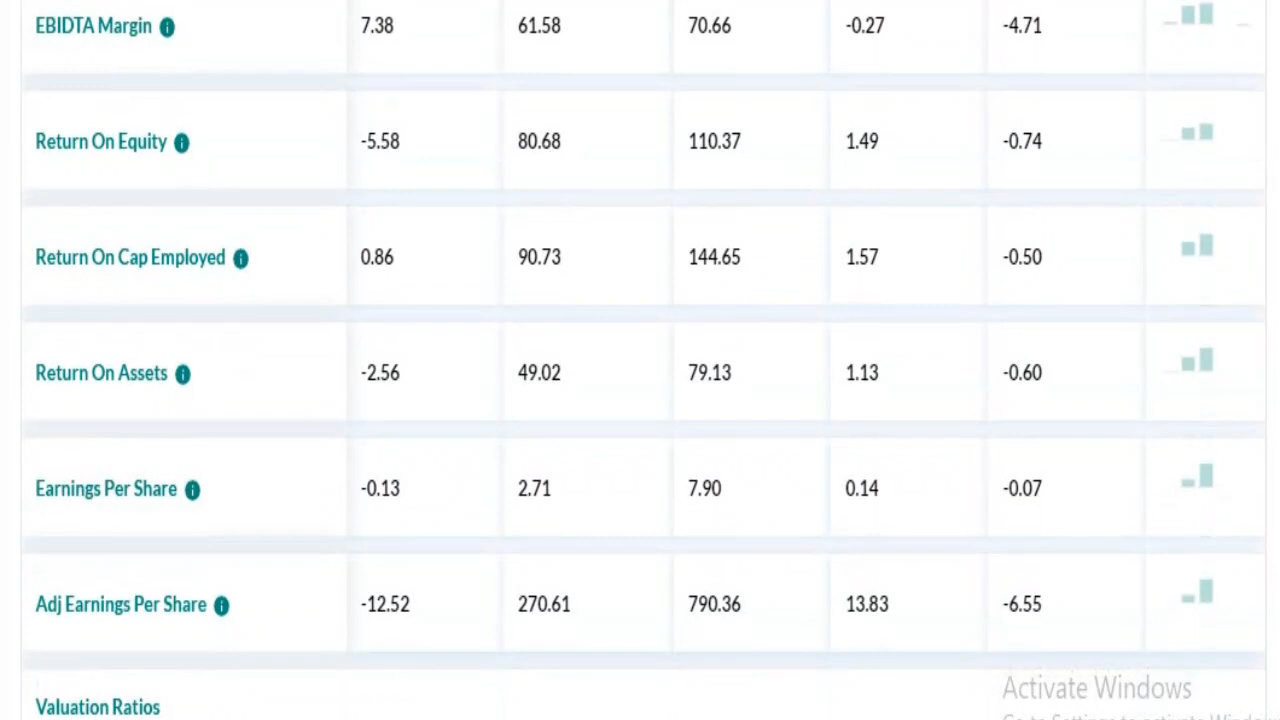 EBIDTA Margin 7.38 61.58 70.66 -0.27 -4.71
Return On Equity -5.58 80.68 110.37 1.49 -0.74
Return On Cap Employed 0.86 90.73 144.65 1.57 -0.50
Return On Assets -2.56 49.02 79.13 1.13 -0.60
Earnings Per Share -0.13 2.71 7.90 0.14 -0.07
Adj Earnings Per Share -12.52 270.61 790.36 13.83 -6.55
Valuation Ratios
Activate Windows